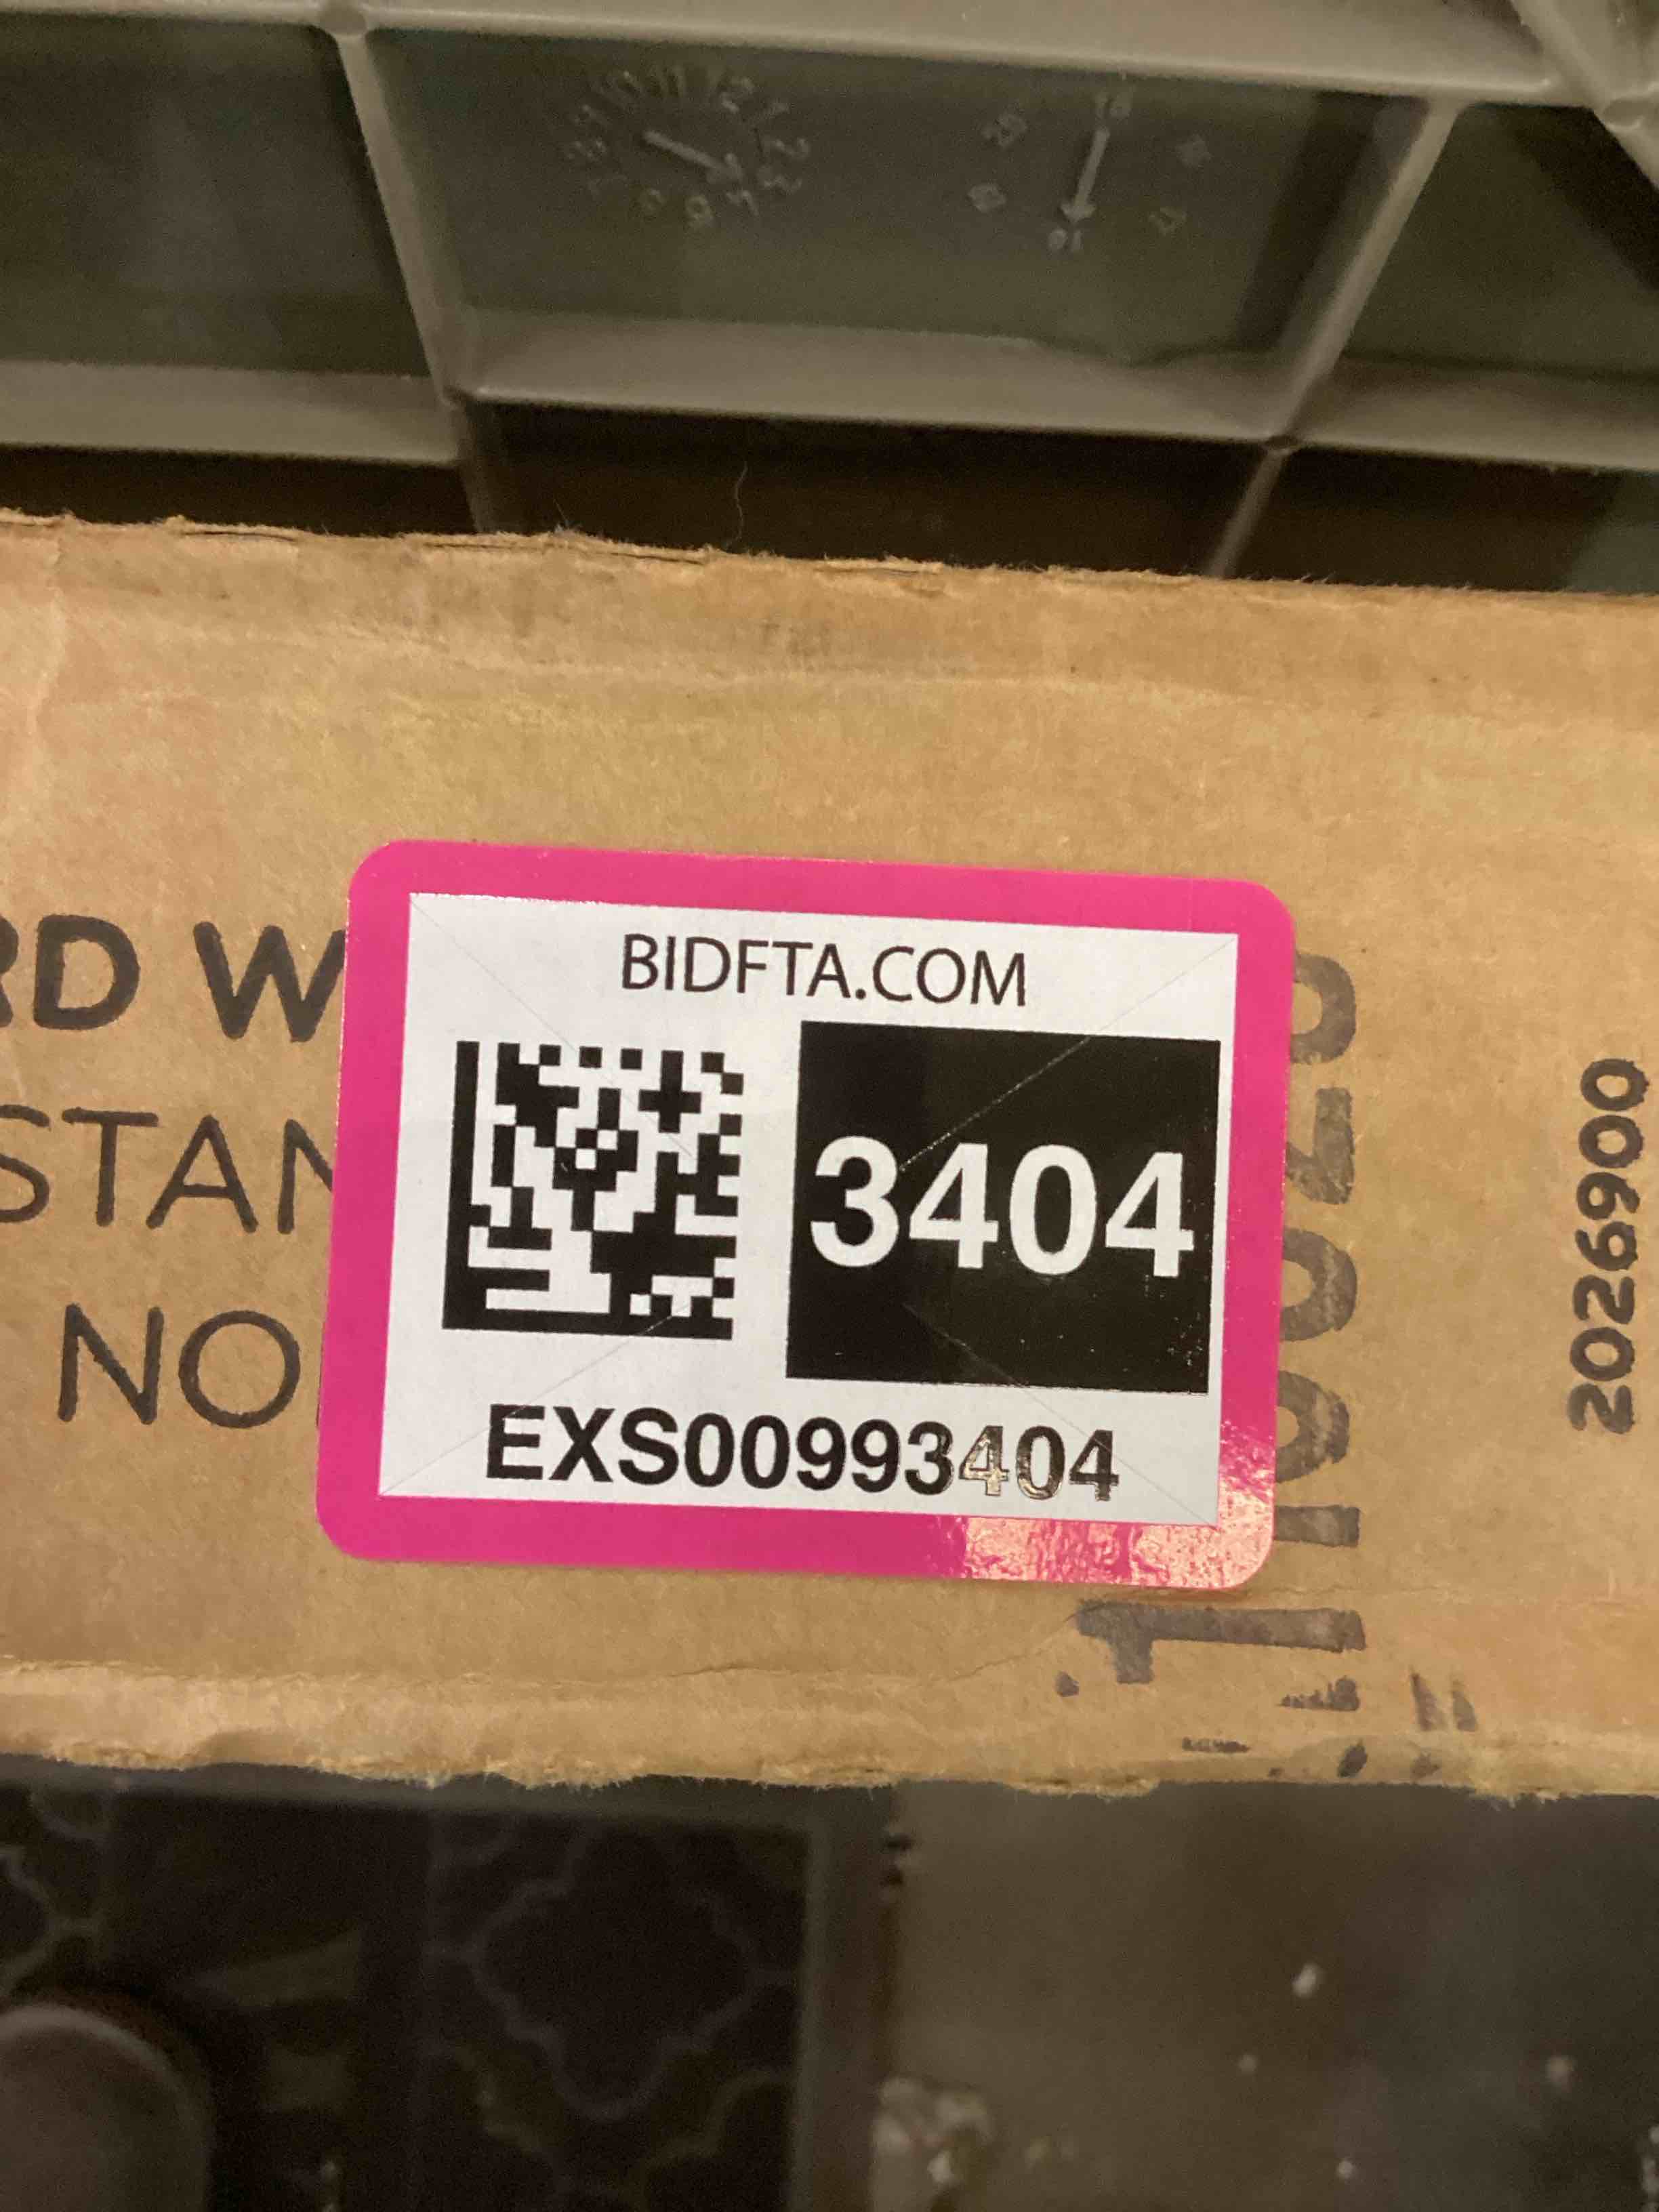 RD W
STAN
NO
BIDFTA.COM
3404
EXS00993404
2026900